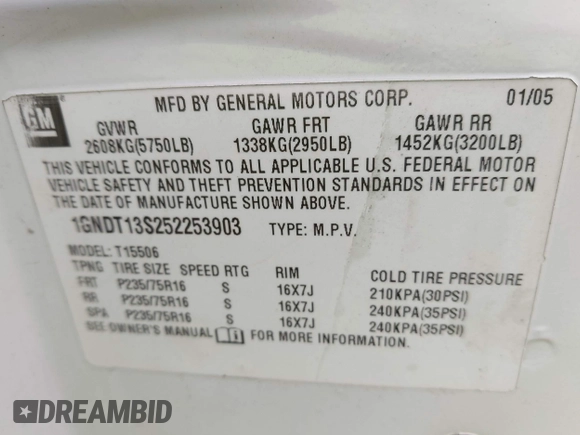 GM
MFD BY GENERAL MOTORS CORP. 01/05
GVWR GAWR FRT GAWR RR
2608KG(5750LB) 1338KG(2950LB) 1452KG(3200LB)
THIS VEHICLE CONFORMS TO ALL APPLICABLE U.S. FEDERAL MOTOR
VEHICLE SAFETY AND THEFT PREVENTION STANDARDS IN EFFECT ON
THE DATE OF MANUFACTURE SHOWN ABOVE.
1GNDT13S252253903 TYPE: M.P.V.
MODEL: T15506
TPNG TIRE SIZE SPEED RTG RIM COLD TIRE PRESSURE
FRT P235/75R16 S 16X7J 210KPA(30PSI)
RR P235/75R16 S 16X7J 240KPA(35PSI)
SPA P235/75R16 S 16X7J 240KPA(35PSI)
SEE OWNER'S MANUAL FOR MORE INFORMATION.
DREAMBID